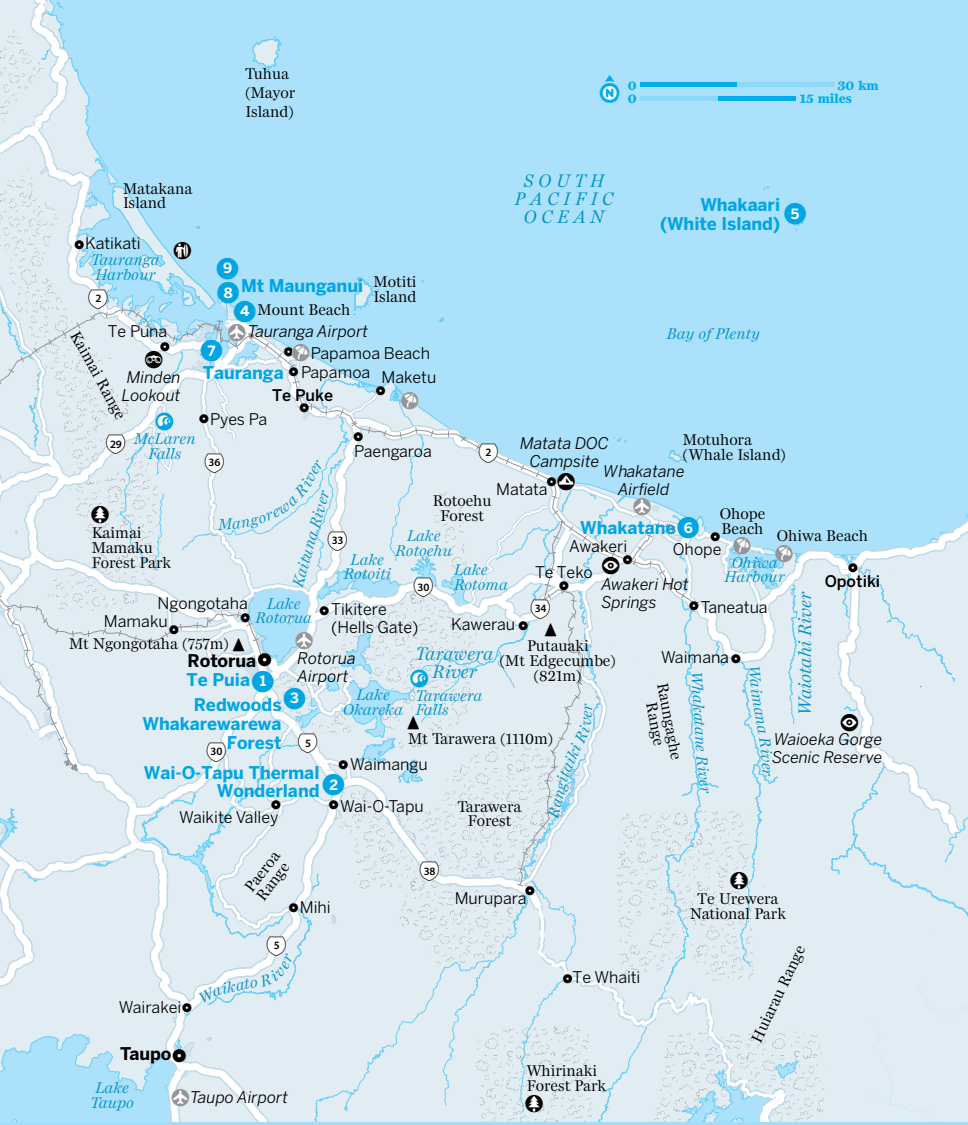 Tuhua
(Mayor
Island)
N
0
30 km
0
15 miles
SOUTH
PACIFIC
OCEAN
Matakana
Island
Whakaari
(White Island)
5
Katikati
Tauranga
Harbour
9
8
Mt Maunganui
Motiti
Island
2
4
Mount Beach
Te Puna
Tauranga Airport
Bay of Plenty
Kaimai Range
7
Papamoa Beach
Minden
Lookout
Tauranga
Papamoa
Maketu
Te Puke
Pyes Pa
McLaren
Falls
29
36
Paengaroa
2
Matata DOC
Campsite
Motuhora
(Whale Island)
Whakatane
Airfield
Matata
Mangorewa River
Kaituna River
Rotoehu
Forest
Kaimai
Mamaku
Forest Park
Whakatane
6
Ohope
Beach
33
Lake
Rotoehu
Awakeri
Ohope
Ohiwa Beach
Lake
Rotoiti
Lake
Rotoma
Ohiwa
Harbour
30
Te Teko
Awakeri Hot
Springs
Opotiki
Ngongotaha
Lake
Rotorua
Tikitere
(Hells Gate)
34
Taneatua
Mamaku
Kawerau
Mt Ngongotaha (757m)
Putauaki
(Mt Edgecumbe)
(821m)
Waiotahi River
Rotorua
Rotorua
Airport
Tarawera
River
Waimana
Te Puia
1
3
Redwoods
Whakarewarewa
Forest
Lake
Okareka
Tarawera
Falls
Raungaehe
Range
Whakatane River
Waimana River
Mt Tarawera (1110m)
Waioeka Gorge
Scenic Reserve
30
5
Rangitaiki River
Waimangu
Wai-O-Tapu Thermal
Wonderland
2
Waikite Valley
Wai-O-Tapu
Tarawera
Forest
Paeroa
Range
38
Murupara
Te Urewera
National Park
Mihi
5
Waikato River
Te Whaiti
Huiarau Range
Wairakei
Taupo
Whirinaki
Forest Park
Lake
Taupo
Taupo Airport